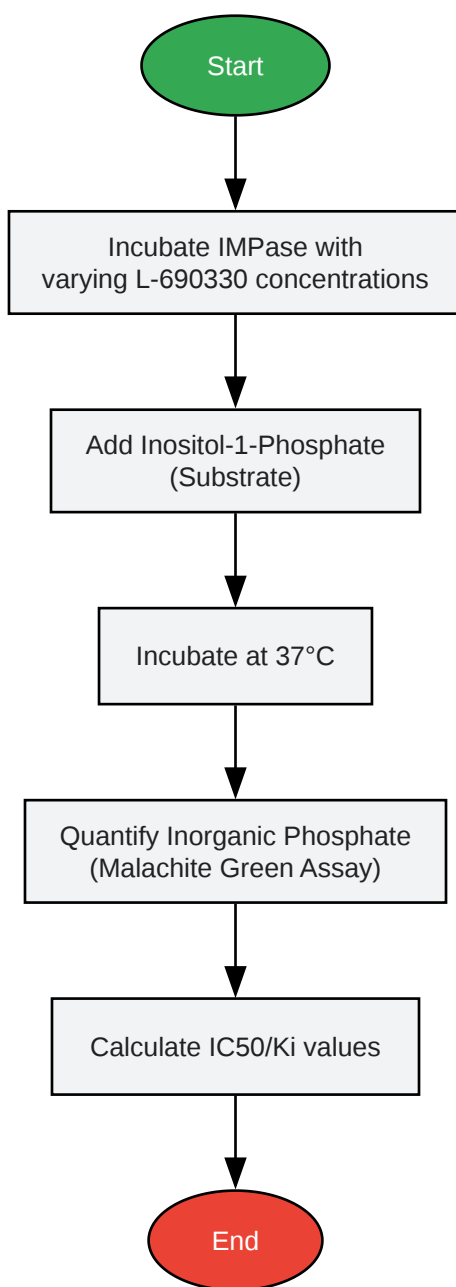 Start
Incubate IMPase with
varying L-690330 concentrations
Add Inositol-1-Phosphate
(Substrate)
Incubate at 37°C
Quantify Inorganic Phosphate
(Malachite Green Assay)
Calculate IC50/Ki values
End